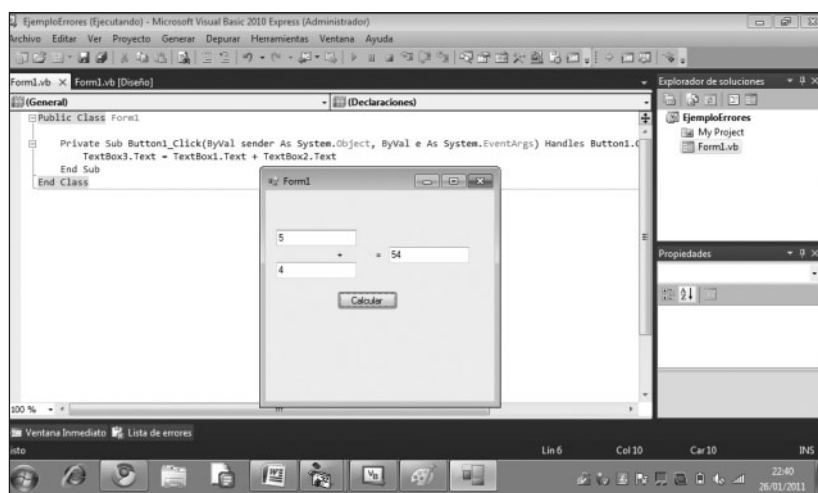 EjemploErrores (Ejecutando) - Microsoft Visual Basic 2010 Express (Administrador)
Archivo Editar Ver Proyecto Generar Depurar Herramientas Ventana Ayuda
Form1.vb Form1.vb [Diseño]
Explorador de soluciones
(General) (Declaraciones)
Public Class Form1
Private Sub Button1_Click(ByVal sender As System.Object, ByVal e As System.EventArgs) Handles Button1.C
TextBox3.Text = TextBox1.Text + TextBox2.Text
End Sub
End Class
EjemploErrores
My Project
Form1.vb
Form1
5
+ = 54
4
Calcular
Propiedades
100 %
Ventana Inmediato Lista de errores
isto Lín 6 Col 10 Car 10 INS
22:40
26/01/2011